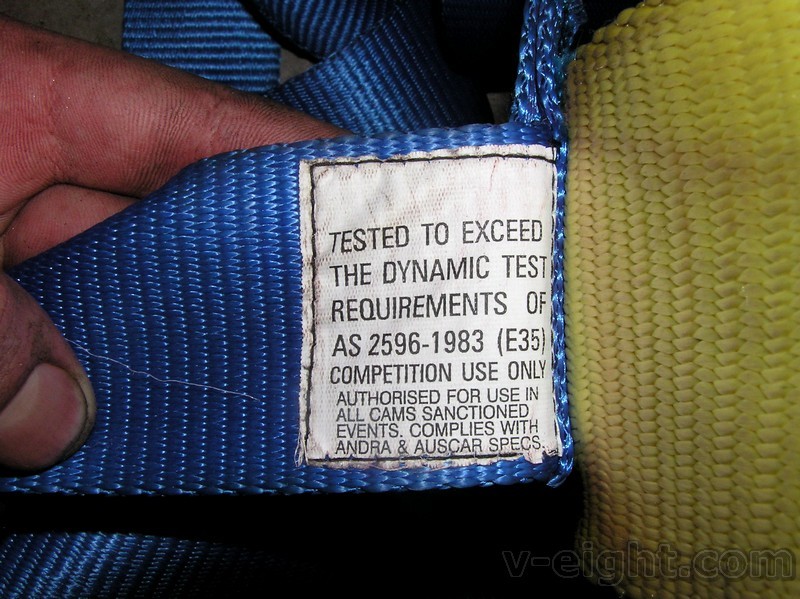 TESTED TO EXCEED
THE DYNAMIC TEST
REQUIREMENTS OF
AS 2596-1983 (E35)
COMPETITION USE ONLY
AUTHORISED FOR USE IN
ALL CAMS SANCTIONED
EVENTS. COMPLIES WITH
ANDRA & AUSCAR SPECS.
v-eight.com